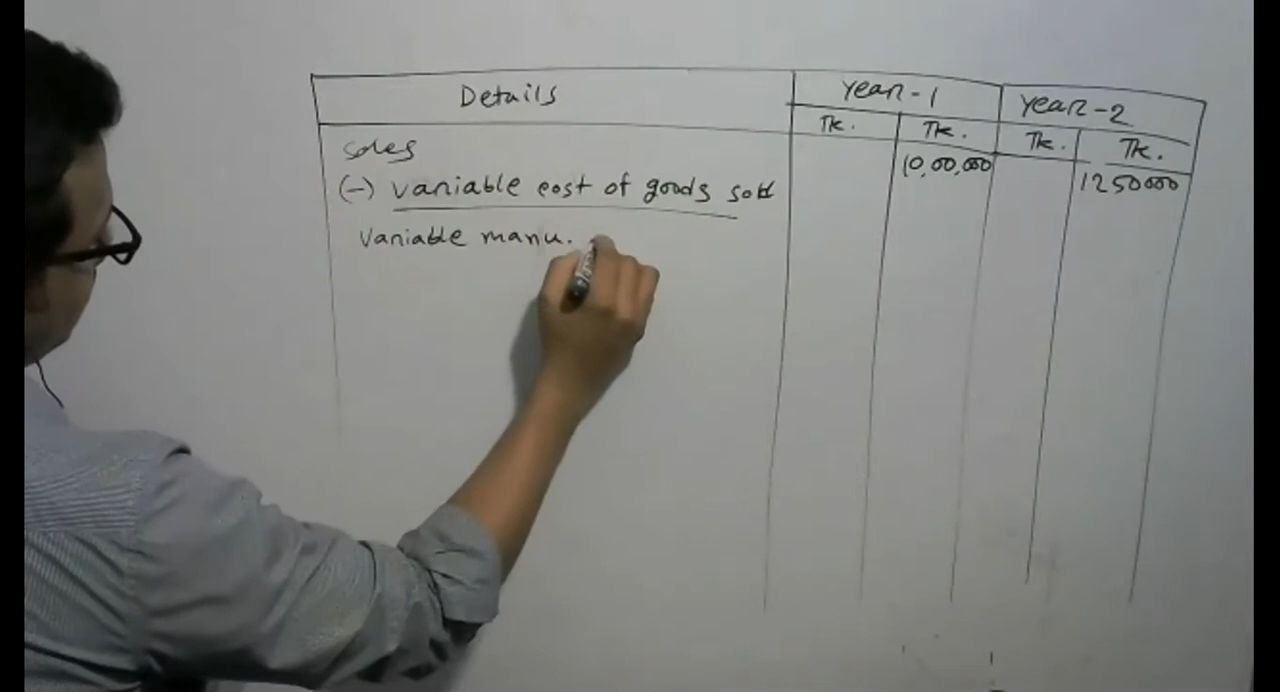 Details Year-1 Year-2
Tk. Tk. Tk. Tk.
Sales 10,00,000 1250000
(-) Variable cost of goods sold
Variable manu.